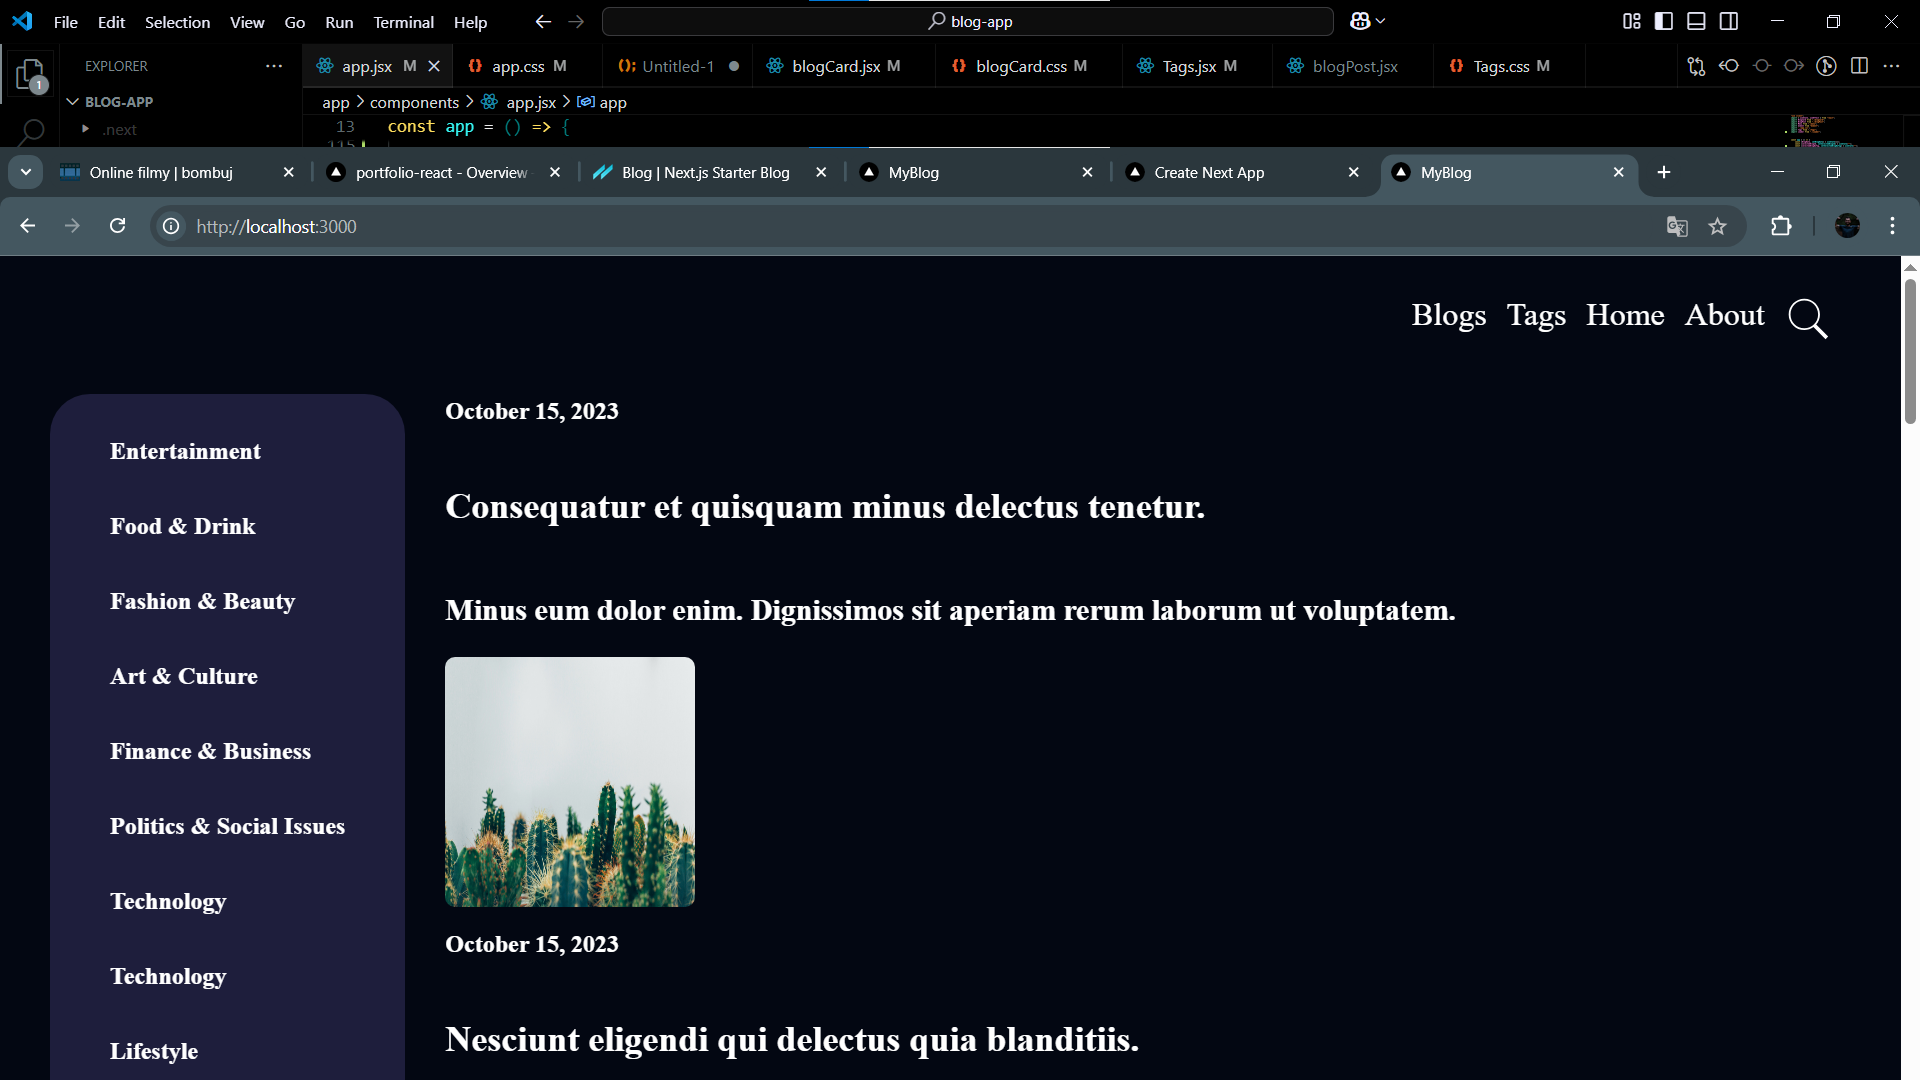 File Edit Selection View Go Run Terminal Help blog-app
EXPLORER app.jsx M app.css M Untitled-1 blogCard.jsx M blogCard.css M Tags.jsx M blogPost.jsx Tags.css M
1
BLOG-APP app components app.jsx app
.next 13 const app = () => {
Online filmy | bombuj portfolio-react - Overview Blog | Next.js Starter Blog MyBlog Create Next App MyBlog
http://localhost:3000
Blogs Tags Home About
Entertainment
Food & Drink
Fashion & Beauty
Art & Culture
Finance & Business
Politics & Social Issues
Technology
Technology
Lifestyle
October 15, 2023
Consequatur et quisquam minus delectus tenetur.
Minus eum dolor enim. Dignissimos sit aperiam rerum laborum ut voluptatem.
October 15, 2023
Nesciunt eligendi qui delectus quia blanditiis.